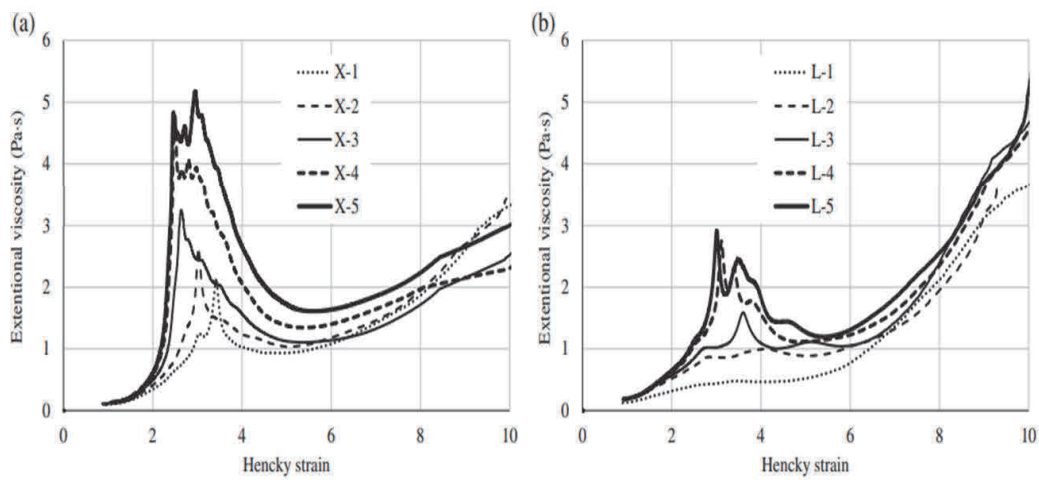 (a)
6
5
4
3
2
1
0
0 2 4 6 8 10
Extentional viscosity (Pa·s)
Hencky strain
X-1
X-2
X-3
X-4
X-5
(b)
6
5
4
3
2
1
0
0 2 4 6 8 10
Extentional viscosity (Pa·s)
Hencky strain
L-1
L-2
L-3
L-4
L-5